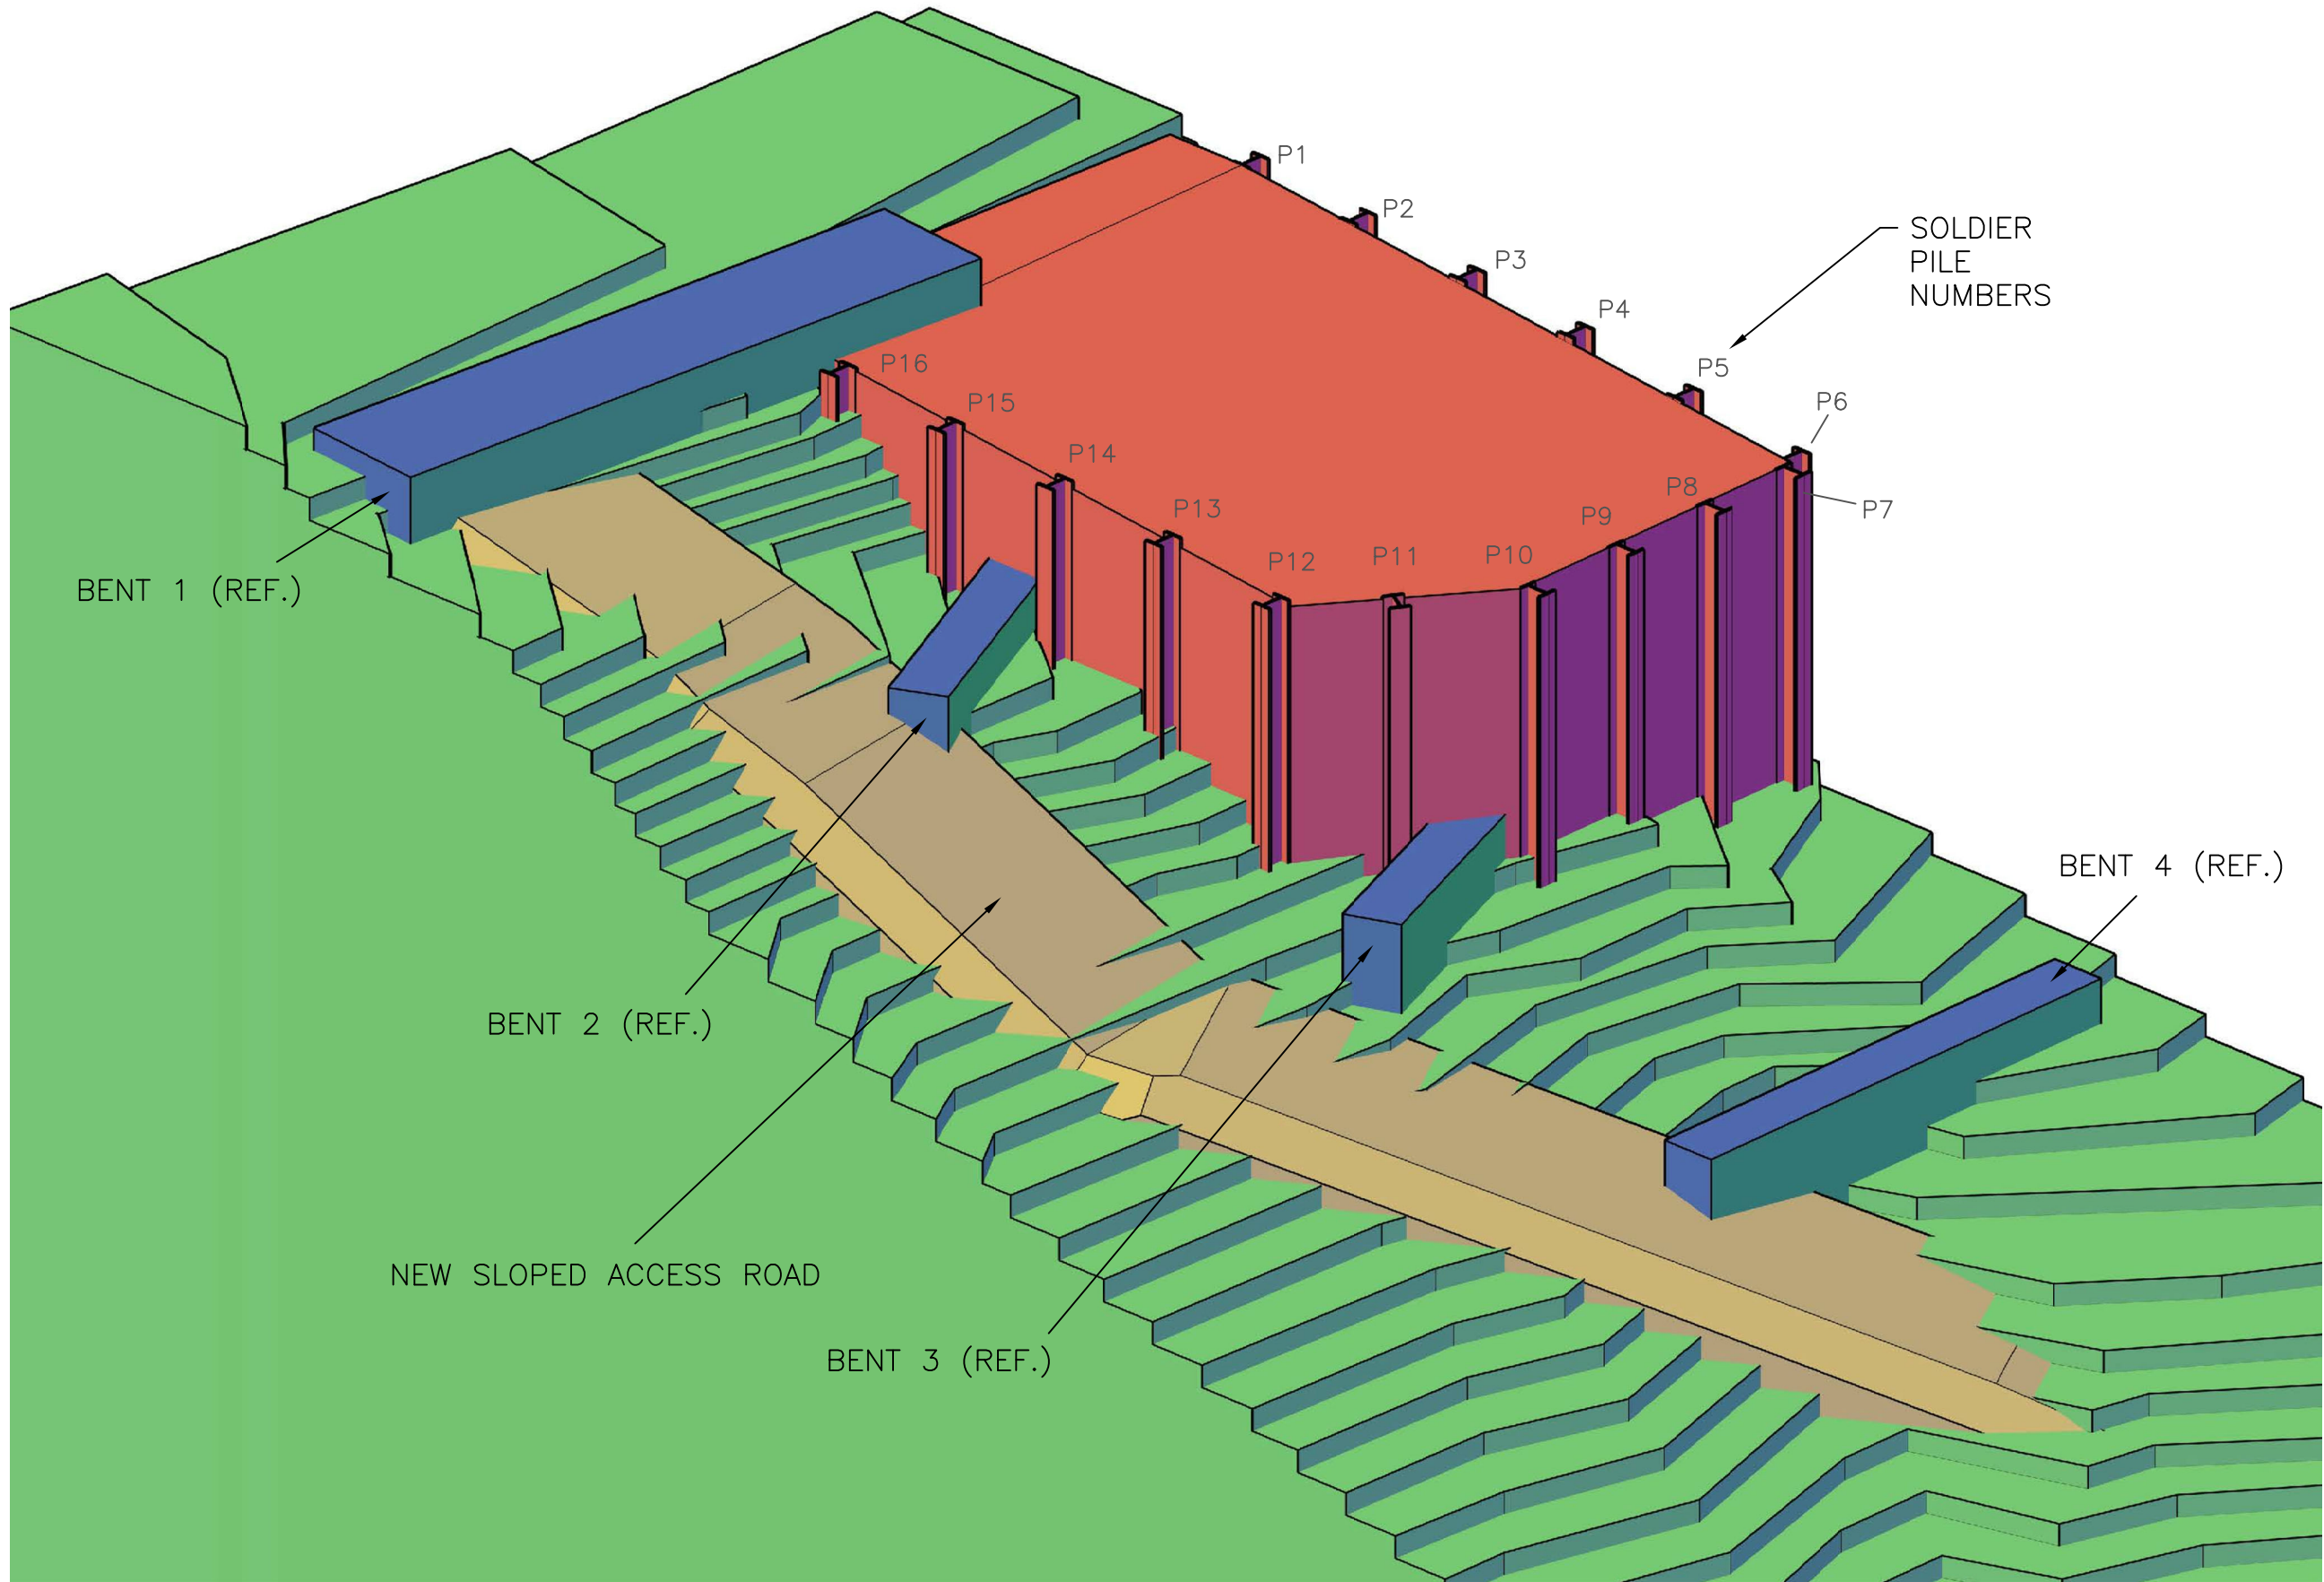 P1
P2
SOLDIER
PILE
NUMBERS
P3
P4
P16
P5
P15
P6
P14
P8
P13
P7
P9
P12
P11
P10
BENT 1 (REF.)
BENT 4 (REF.)
BENT 2 (REF.)
NEW SLOPED ACCESS ROAD
BENT 3 (REF.)